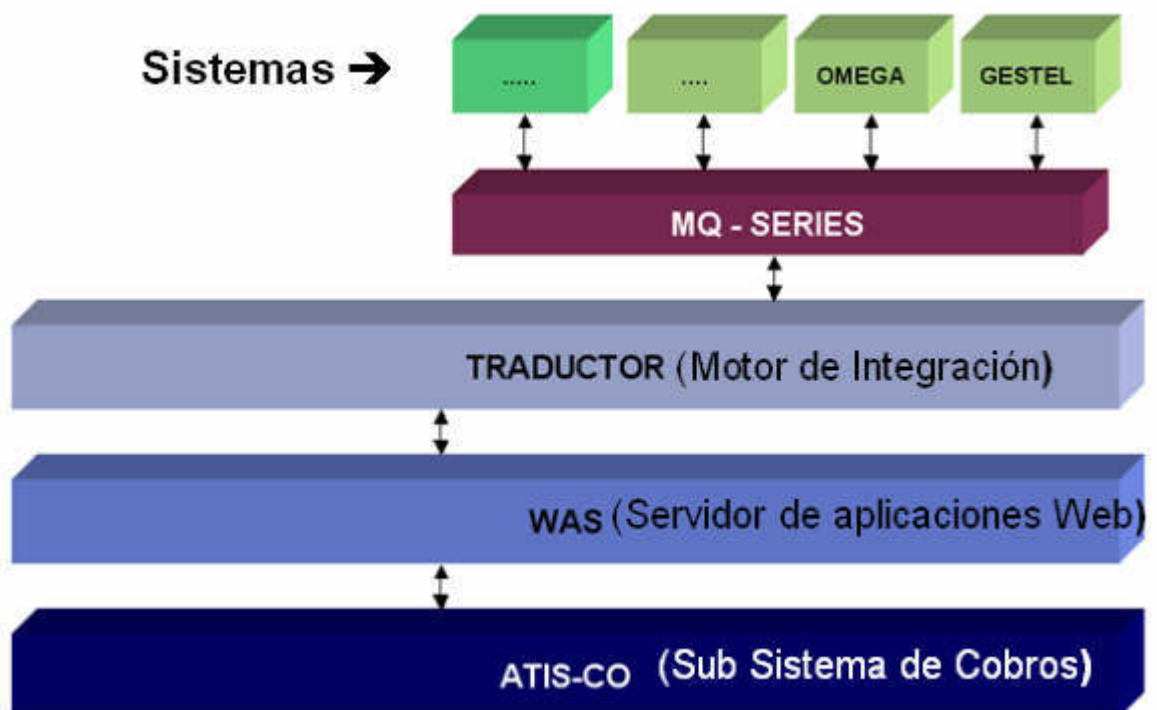 Sistemas ➔
..... .... OMEGA GESTEL
MQ - SERIES
TRADUCTOR (Motor de Integración)
WAS (Servidor de aplicaciones Web)
ATIS-CO (Sub Sistema de Cobros)